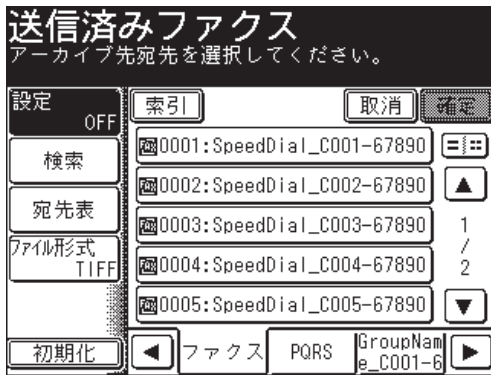 送信済みファクス
アーカイブ先宛先を選択してください。
設定
OFF
索引
取消
確定
検索
宛先表
ファイル形式
TIFF
初期化
0001:SpeedDial_C001-67890
0002:SpeedDial_C002-67890
0003:SpeedDial_C003-67890
0004:SpeedDial_C004-67890
0005:SpeedDial_C005-67890
1
/
2
ファクス
PQRS
GroupNam
e_C001-6